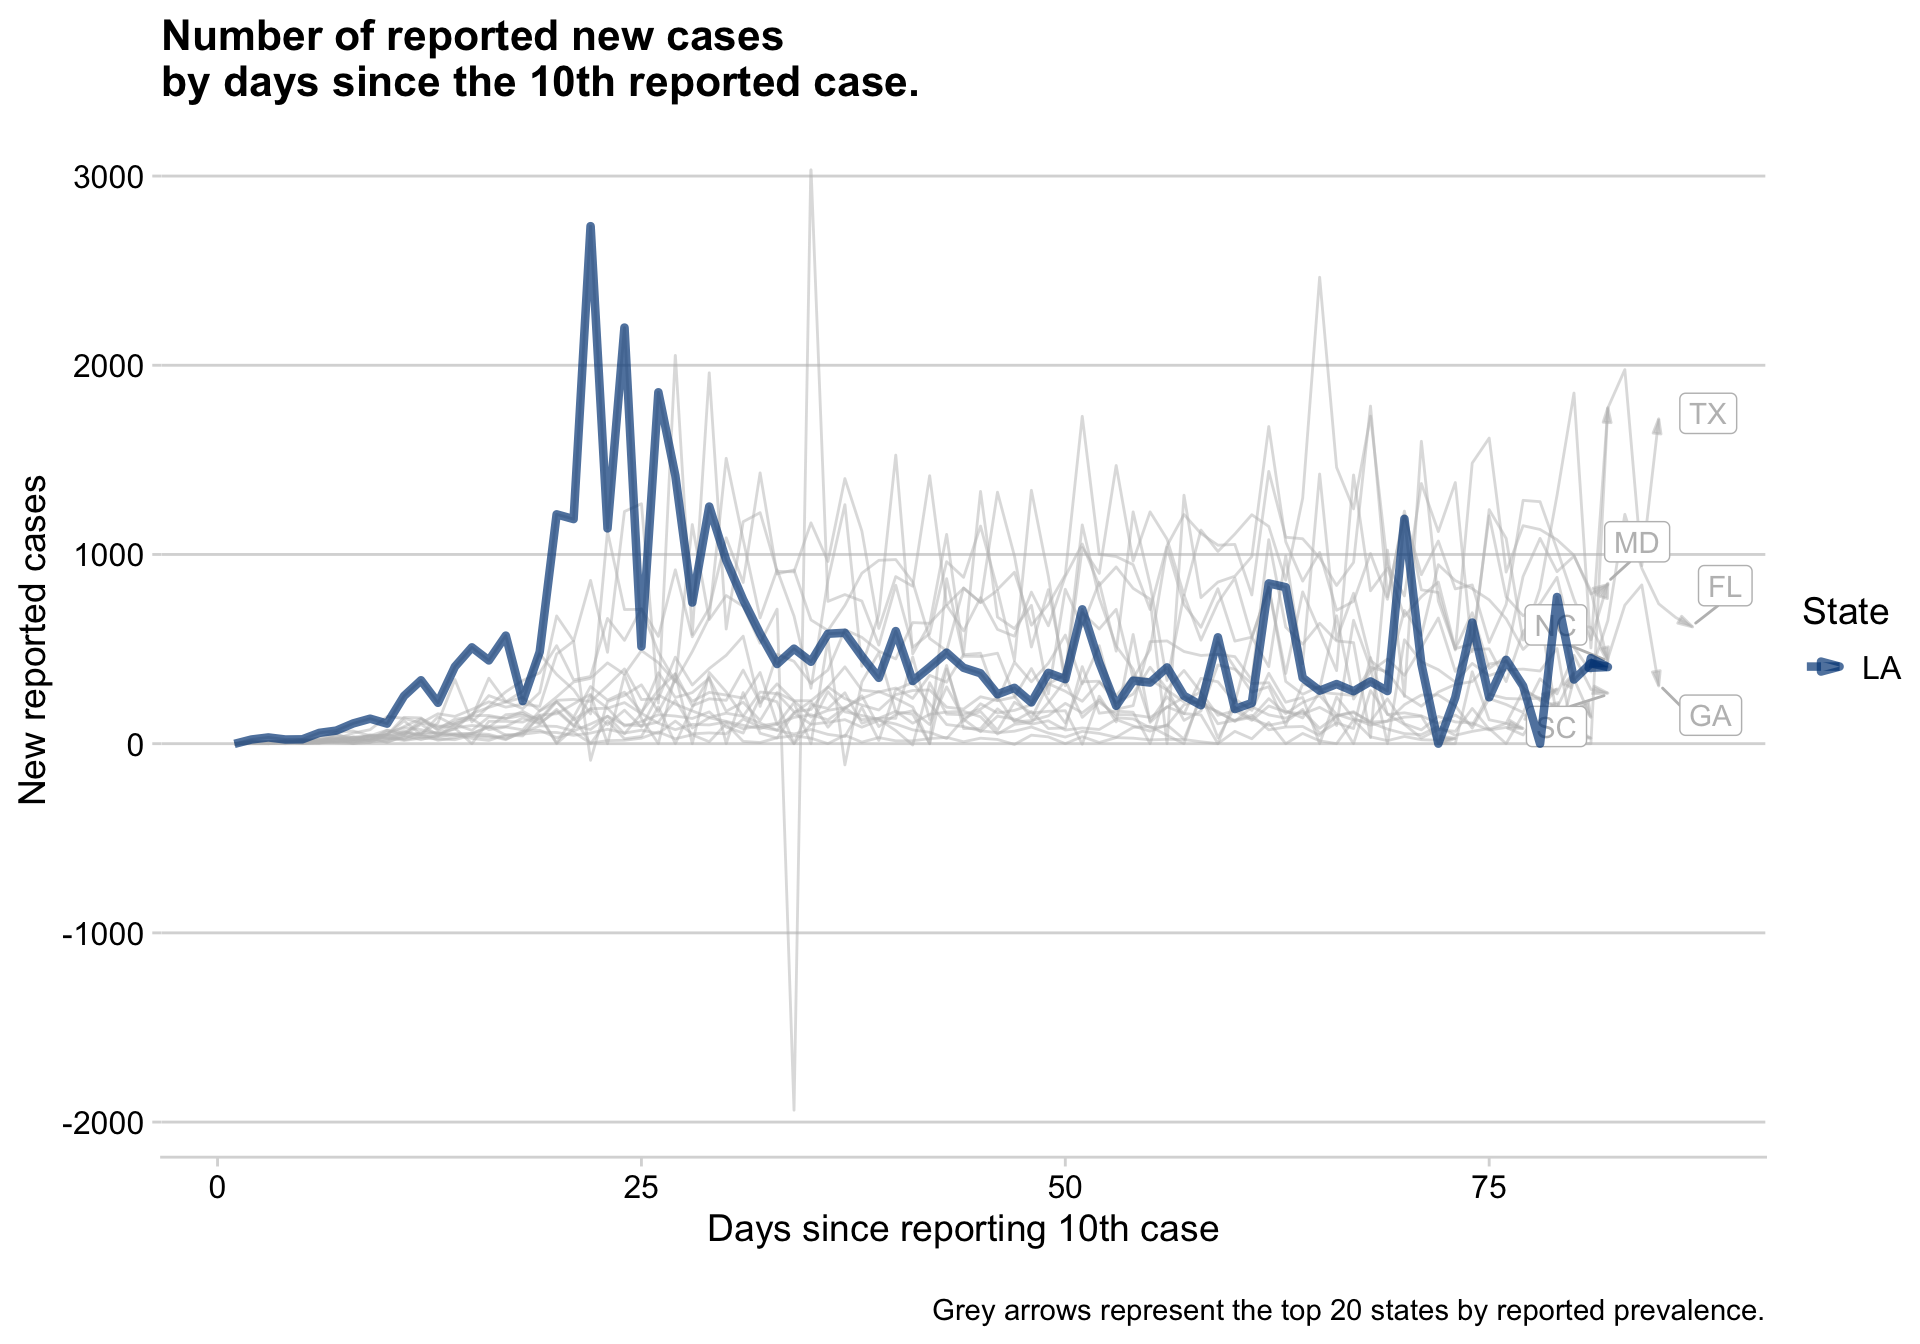 Number of reported new cases
by days since the 10th reported case.
New reported cases
3000
2000
1000
0
-1000
-2000
0
25
50
75
Days since reporting 10th case
TX
MD
FL
NC
GA
SC
State
LA
Grey arrows represent the top 20 states by reported prevalence.